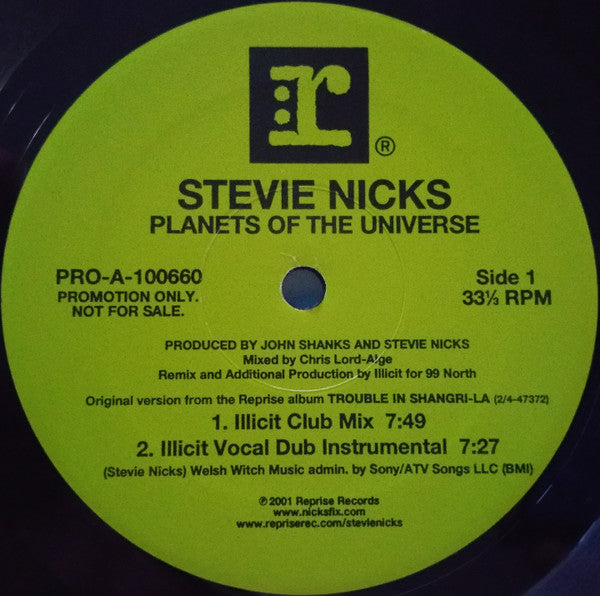 r
®
STEVIE NICKS
PLANETS OF THE UNIVERSE
PRO-A-100660
PROMOTION ONLY.
NOT FOR SALE.
Side 1
33⅓ RPM
PRODUCED BY JOHN SHANKS AND STEVIE NICKS
Mixed by Chris Lord-Alge
Remix and Additional Production by Illicit for 99 North
Original version from the Reprise album TROUBLE IN SHANGRI-LA (2/4-47372)
1. Illicit Club Mix 7:49
2. Illicit Vocal Dub Instrumental 7:27
(Stevie Nicks) Welsh Witch Music admin. by Sony/ATV Songs LLC (BMI)
℗ 2001 Reprise Records
www.nicksfix.com
www.repriserec.com/stevienicks